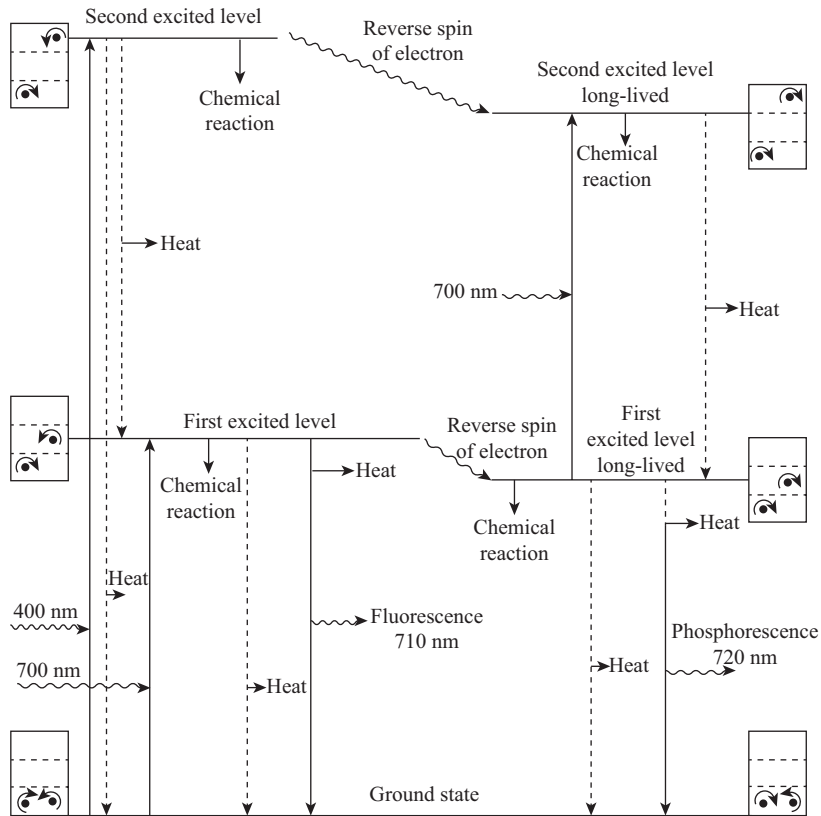 Second excited level
Reverse spin
of electron
Chemical
reaction
Second excited level
long-lived
Chemical
reaction
Heat
700 nm
Heat
First excited level
Reverse spin
of electron
First
excited level
long-lived
Heat
Chemical
reaction
Chemical
reaction
Heat
Heat
400 nm
Fluorescence
710 nm
Phosphorescence
720 nm
700 nm
Heat
Heat
Ground state